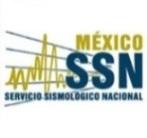 MÉXICO
SSN
SERVICIO SISMOLÓGICO NACIONAL